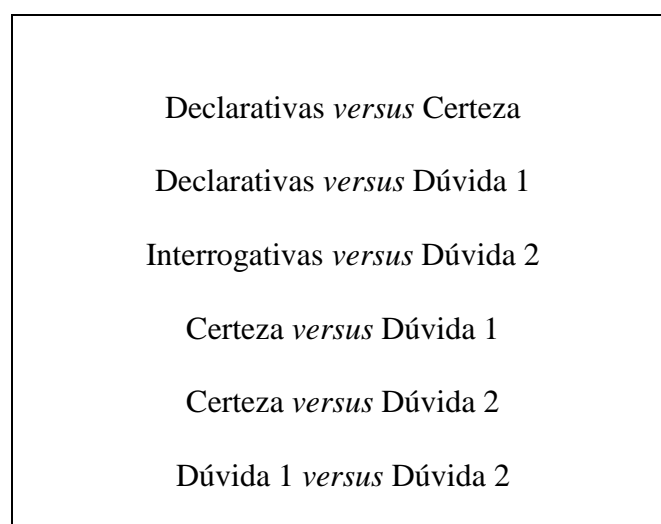 Declarativas versus Certeza
Declarativas versus Dúvida 1
Interrogativas versus Dúvida 2
Certeza versus Dúvida 1
Certeza versus Dúvida 2
Dúvida 1 versus Dúvida 2